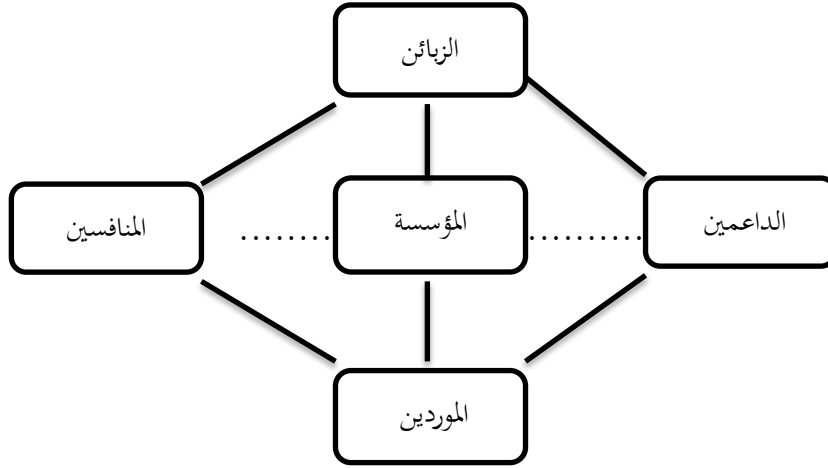 الزبائن
الداعمين
المؤسسة
المنافسين
الموردين